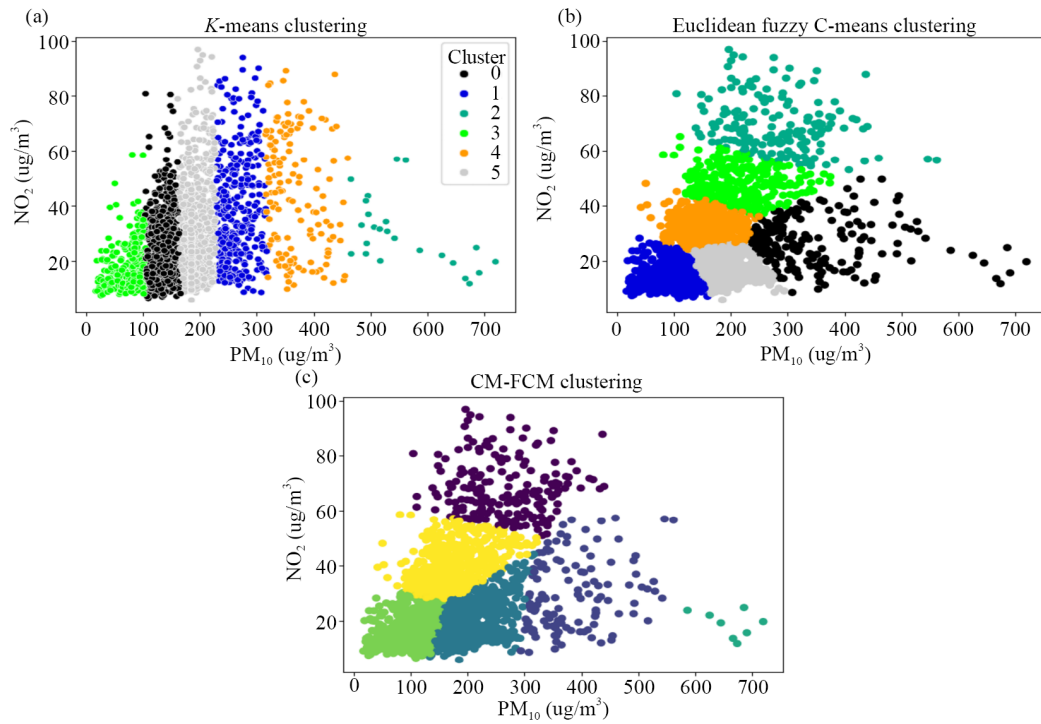 (a)
K-means clustering
100
80
60
40
20
NO₂ (ug/m³)
0 100 200 300 400 500 600 700
PM₁₀ (ug/m³)
Cluster
0
1
2
3
4
5
(b)
Euclidean fuzzy C-means clustering
100
80
60
40
20
NO₂ (ug/m³)
0 100 200 300 400 500 600 700
PM₁₀ (ug/m³)
(c)
CM-FCM clustering
100
80
60
40
20
NO₂ (ug/m³)
0 100 200 300 400 500 600 700
PM₁₀ (ug/m³)